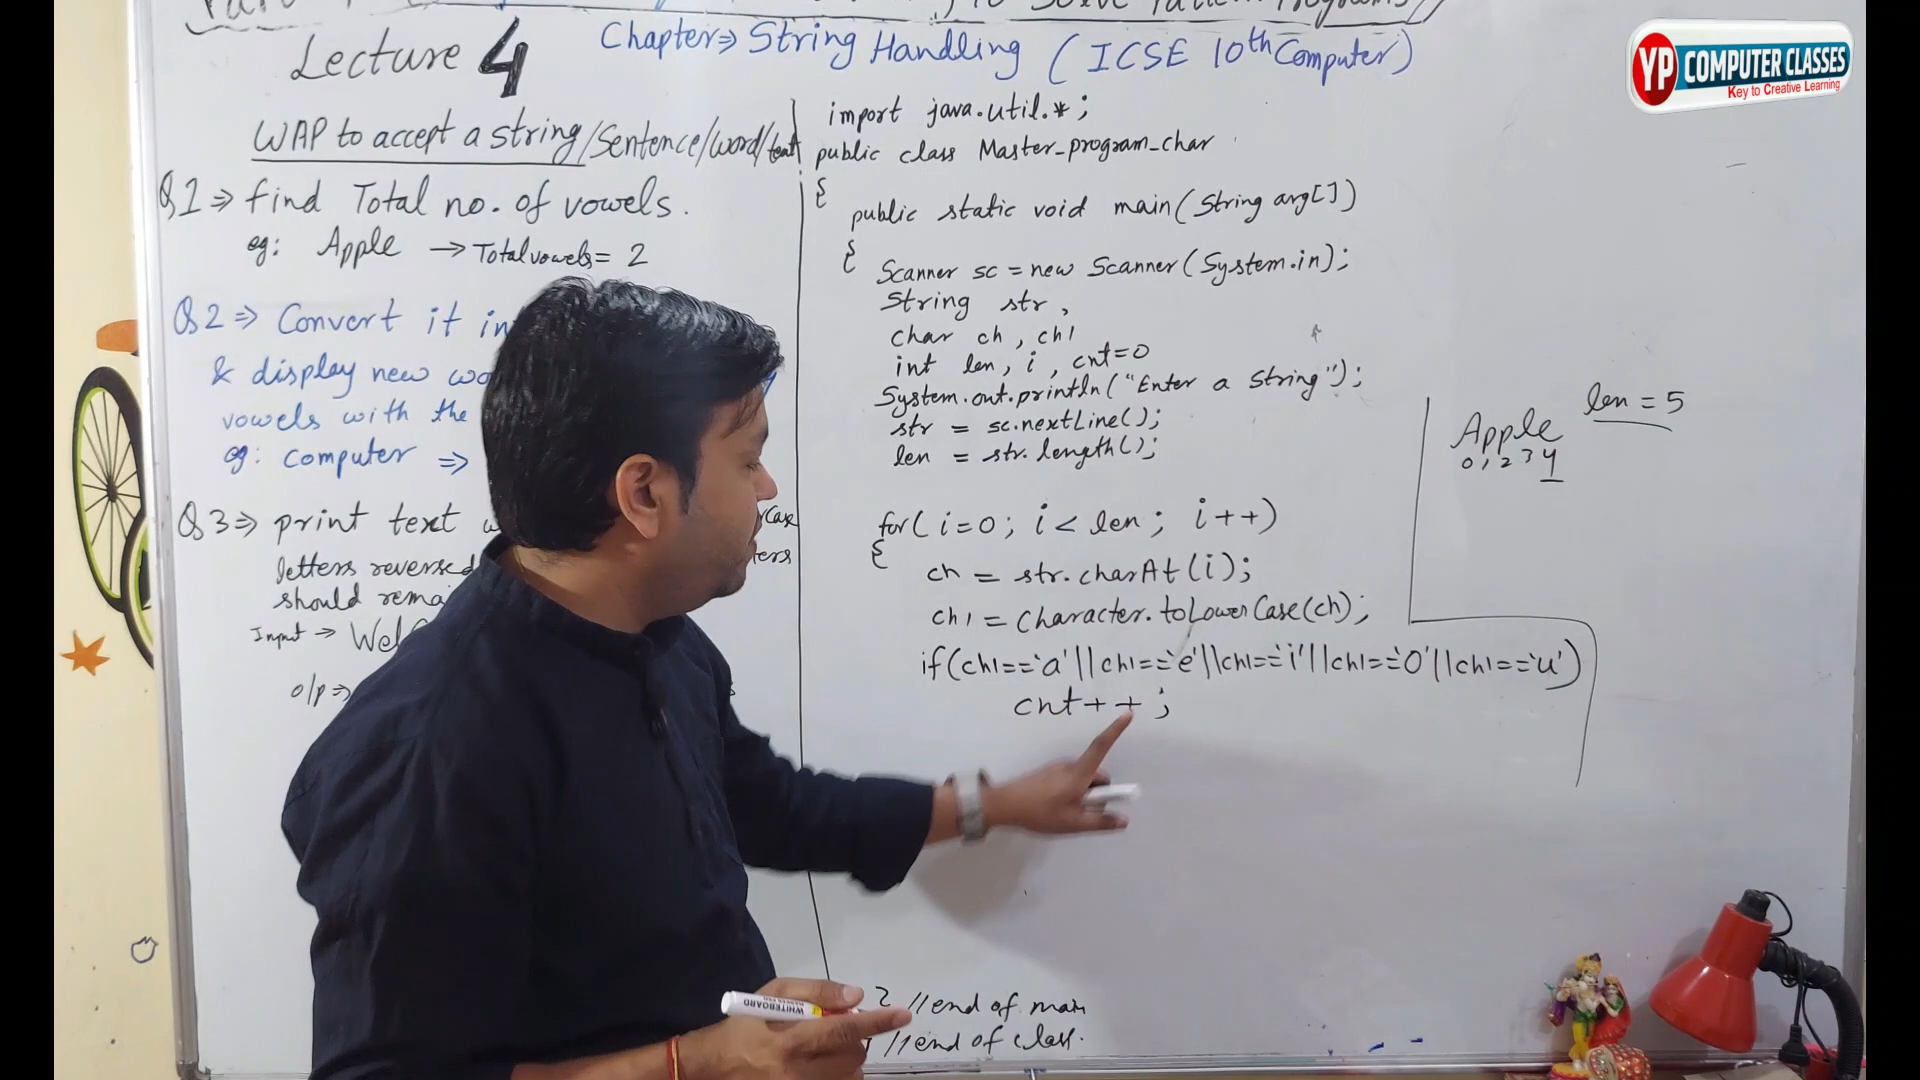 Lecture 4 Chapter⇒ String Handling (ICSE 10th Computer)
YP COMPUTER CLASSES
Key to Creative Learning
WAP to accept a string/Sentence/word/text
Q1⇒ find Total no. of vowels.
eg: Apple → Total vowels = 2
Q2⇒ Convert it in
& display new wo
vowels with the
eg: Computer ⇒
Q3⇒ print text
letters reversed
should rema
Input →
o/p ⇒
import java.util.*;
public class Master_program_char
{
public static void main(String arg[])
{
Scanner sc = new Scanner(System.in);
String str,
char ch, ch1
int len, i, cnt=0
System.out.println("Enter a String");
str = sc.nextLine();
len = str.length();
for(i=0; i< len; i++)
{
ch = str.charAt(i);
ch1 = Character.toLowerCase(ch);
if(ch1=='a'||ch1=='e'||ch1=='i'||ch1=='o'||ch1=='u')
cnt++;
//end of main
//end of class.
Apple len = 5
0 1 2 3 4
WHITEBOARD